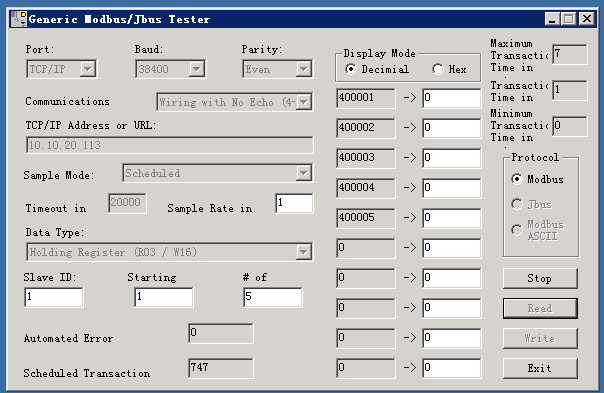 Generic Modbus/Jbus Tester
Port:
Baud:
Parity:
TCP/IP
38400
Even
Communications
Wiring with No Echo (4-
TCP/IP Address or URL:
10.10.20.113
Sample Mode:
Scheduled
Timeout in
20000
Sample Rate in
1
Data Type:
Holding Register (R03 / W16)
Slave ID:
Starting
# of
1
1
5
Automated Error
0
Scheduled Transaction
747
Display Mode
Decimial
Hex
400001 -> 0
400002 -> 0
400003 -> 0
400004 -> 0
400005 -> 0
0 -> 0
0 -> 0
0 -> 0
0 -> 0
0 -> 0
Maximum
Transactic
Time in
7
Transactic
Time in
1
Minimum
Transactic
Time in
0
Protocol
Modbus
Jbus
Modbus
ASCII
Stop
Read
Write
Exit